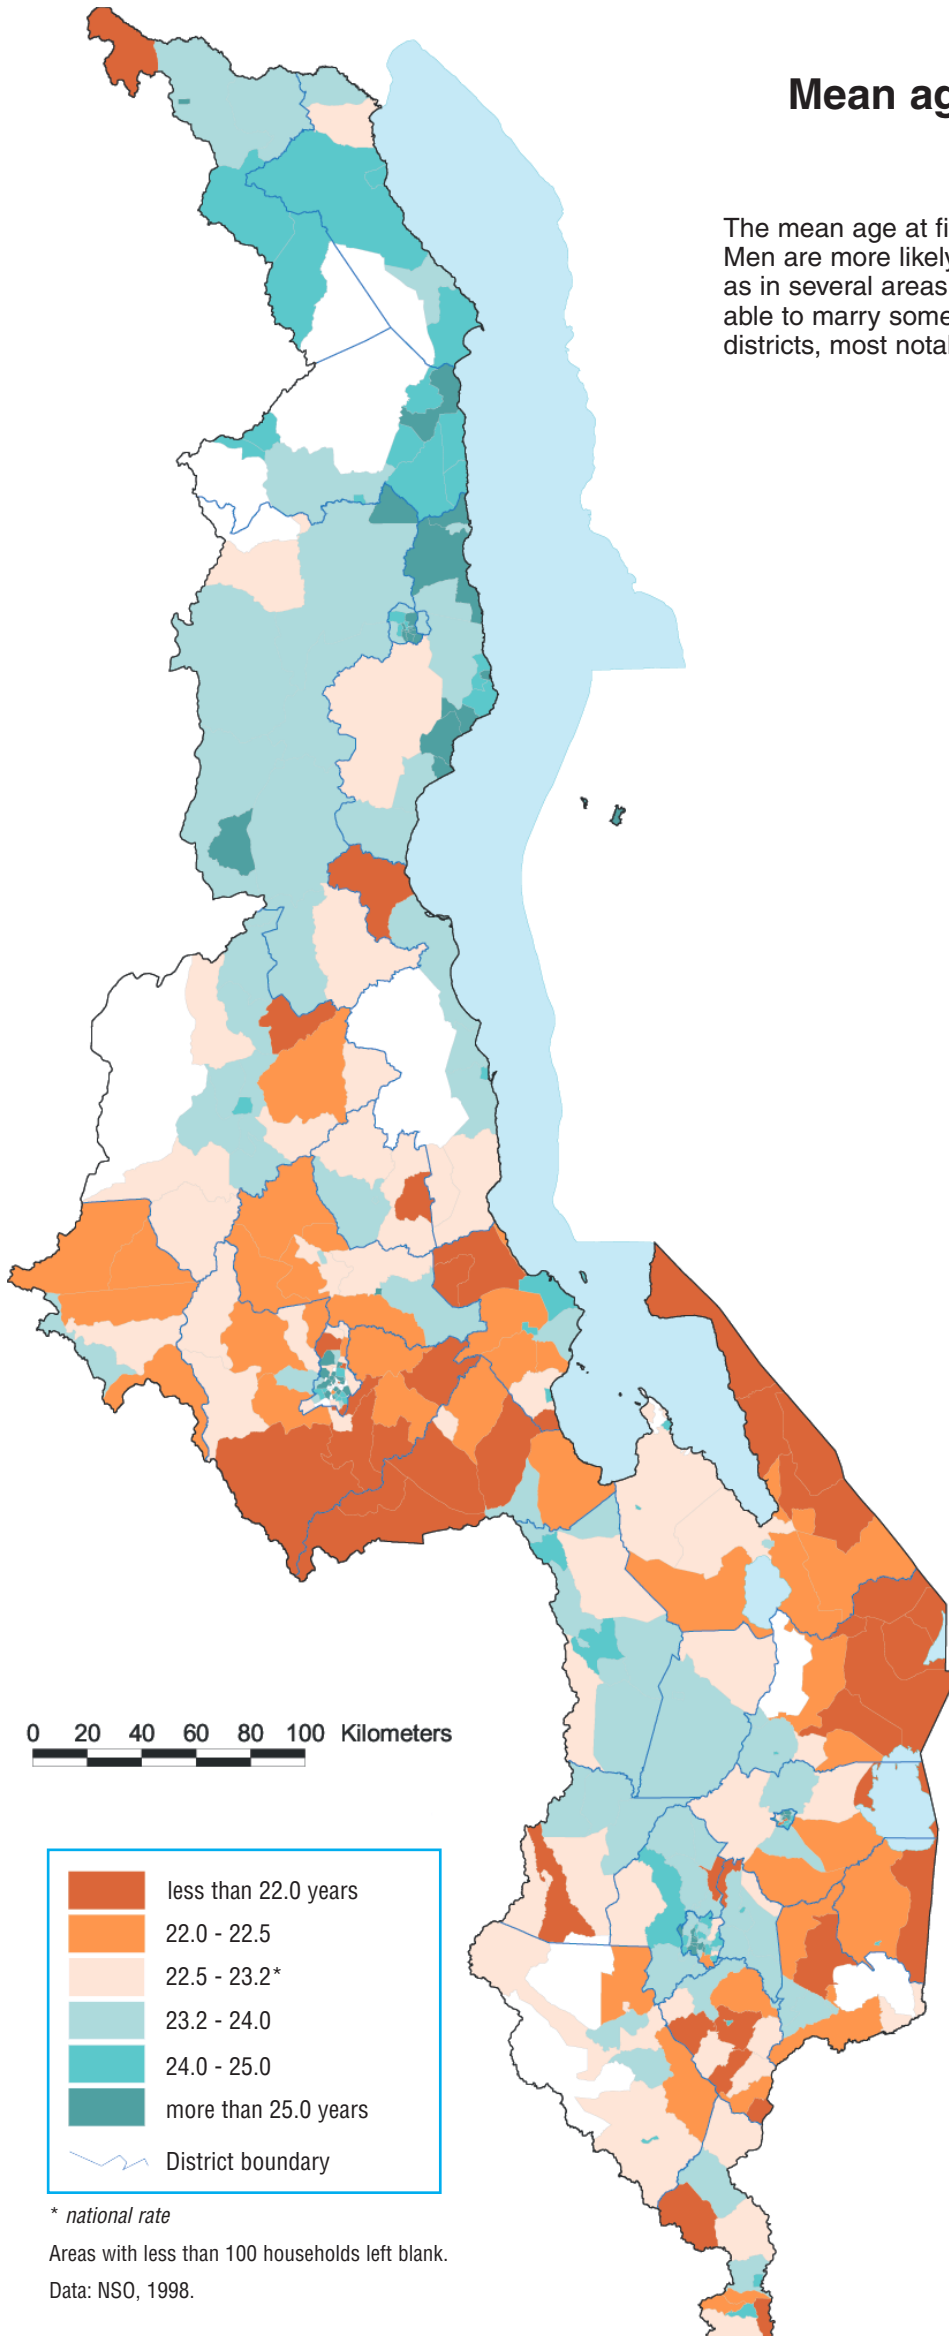 Mean ag
The mean age at fi
Men are more likely
as in several areas
able to marry some
districts, most notal
0 20 40 60 80 100 Kilometers
less than 22.0 years
22.0 - 22.5
22.5 - 23.2*
23.2 - 24.0
24.0 - 25.0
more than 25.0 years
District boundary
* national rate
Areas with less than 100 households left blank.
Data: NSO, 1998.